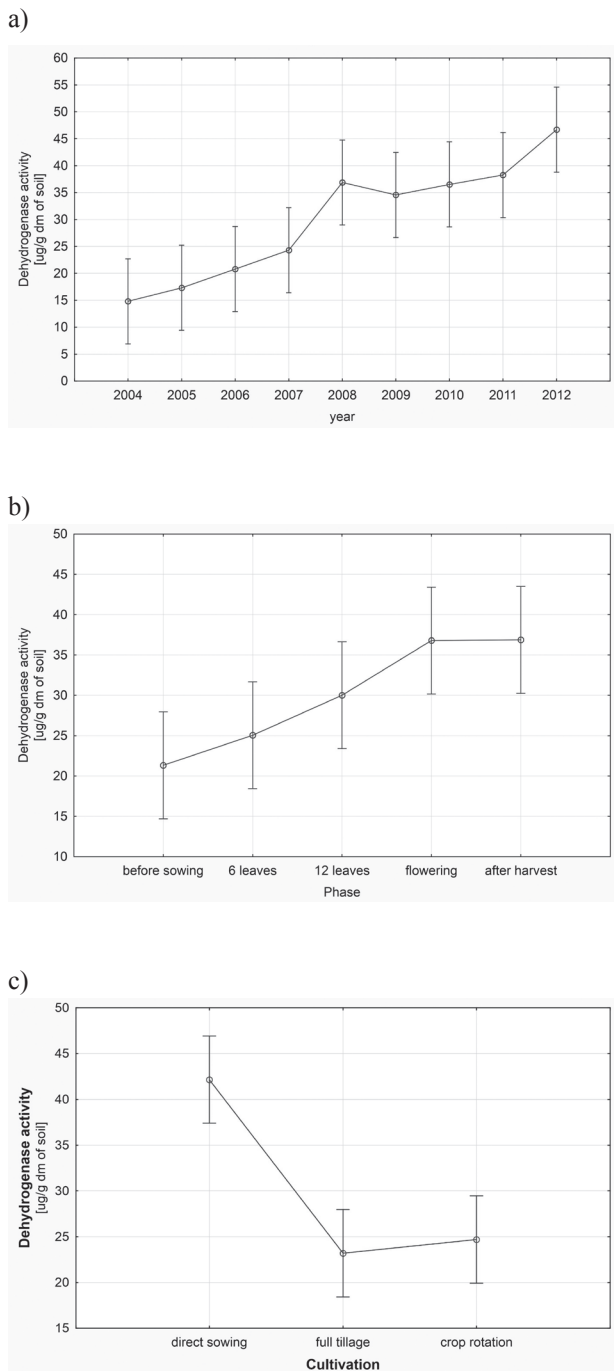 a)
Dehydrogenase activity
[ug/g dm of soil]
60
55
50
45
40
35
30
25
20
15
10
5
0
2004 2005 2006 2007 2008 2009 2010 2011 2012
year
b)
Dehydrogenase activity
[ug/g dm of soil]
50
45
40
35
30
25
20
15
10
before sowing 6 leaves 12 leaves flowering after harvest
Phase
c)
Dehydrogenase activity
[ug/g dm of soil]
50
45
40
35
30
25
20
15
direct sowing full tillage crop rotation
Cultivation